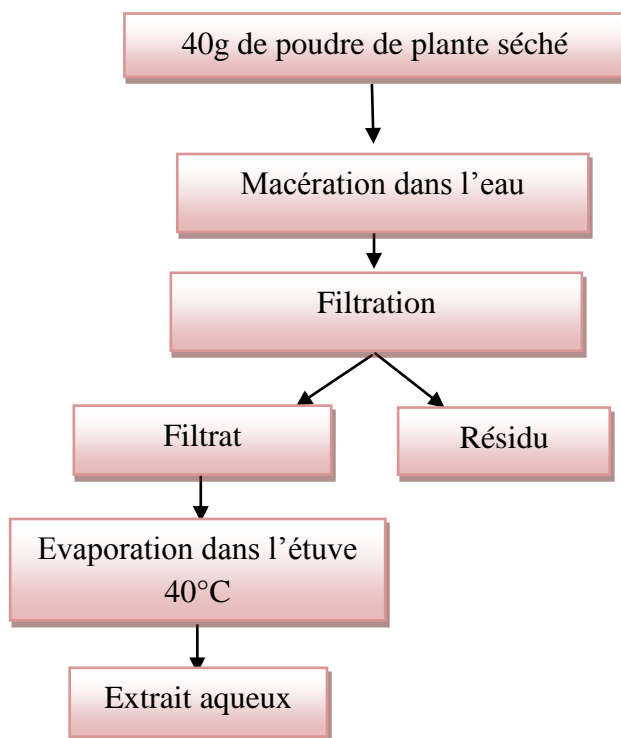 40g de poudre de plante séché
Macération dans l’eau
Filtration
Filtrat
Résidu
Evaporation dans l’étuve
40°C
Extrait aqueux